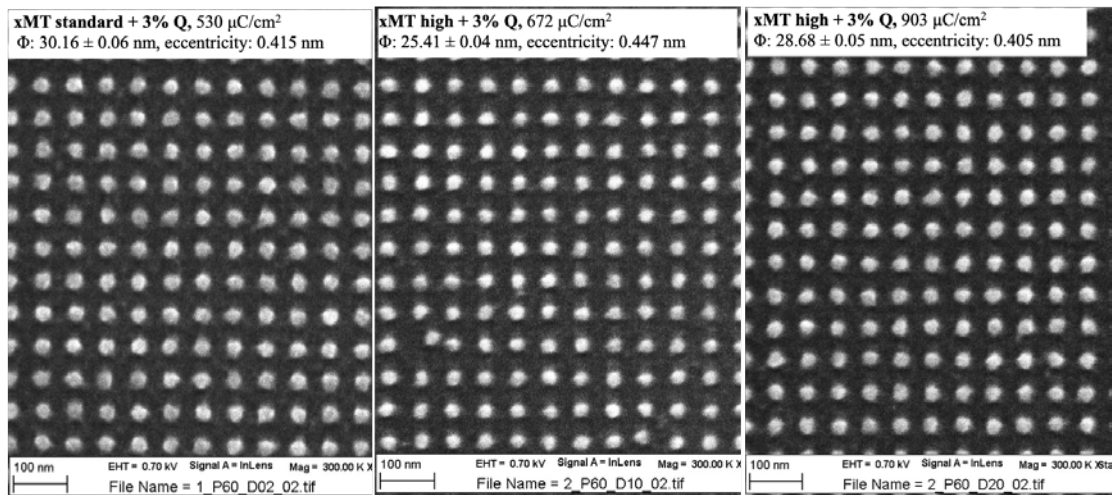 xMT standard + 3% Q, 530 μC/cm²
Φ: 30.16 ± 0.06 nm, eccentricity: 0.415 nm
100 nm
EHT = 0.70 kV Signal A = InLens Mag = 300.00 K X
File Name = 1_P60_D02_02.tif
xMT high + 3% Q, 672 μC/cm²
Φ: 25.41 ± 0.04 nm, eccentricity: 0.447 nm
100 nm
EHT = 0.70 kV Signal A = InLens Mag = 300.00 K X
File Name = 2_P60_D10_02.tif
xMT high + 3% Q, 903 μC/cm²
Φ: 28.68 ± 0.05 nm, eccentricity: 0.405 nm
100 nm
EHT = 0.70 kV Signal A = InLens Mag = 300.00 K X Sta
File Name = 2_P60_D20_02.tif